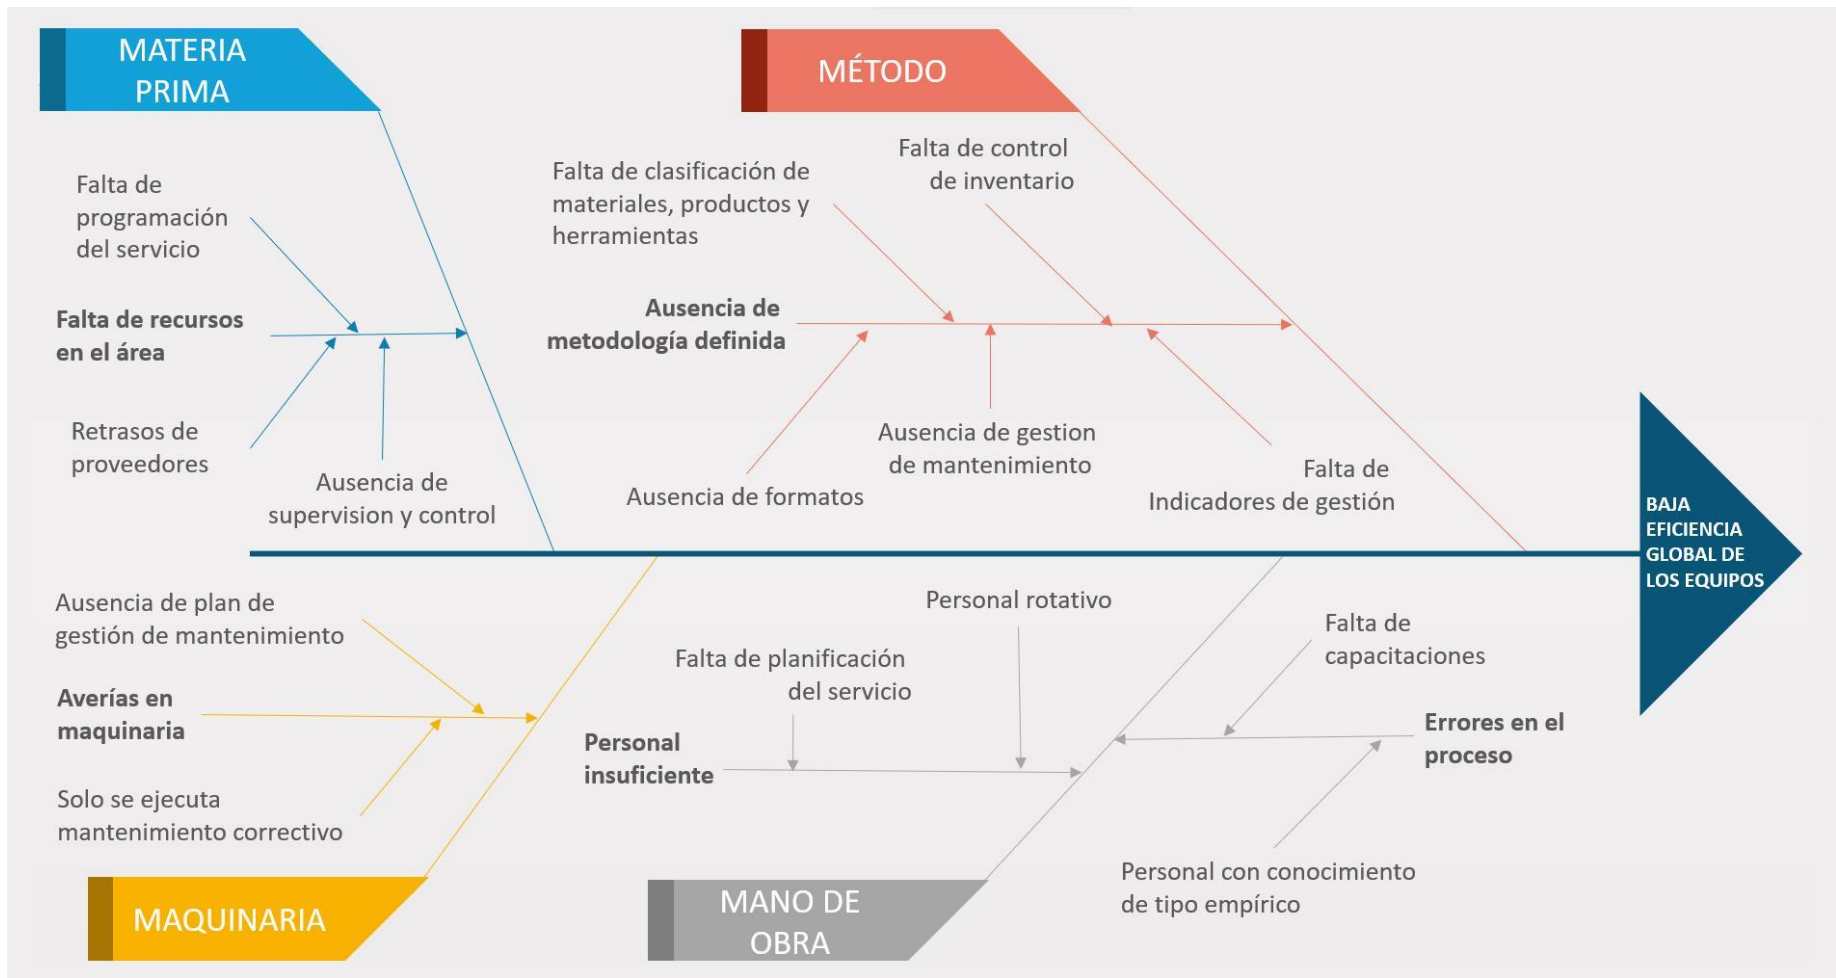 MATERIA
PRIMA
MÉTODO
Falta de
programación
del servicio
Falta de recursos
en el área
Retrasos de
proveedores
Ausencia de
supervision y control
Falta de clasificación de
materiales, productos y
herramientas
Falta de control
de inventario
Ausencia de
metodología definida
Ausencia de formatos
Ausencia de gestion
de mantenimiento
Falta de
Indicadores de gestión
BAJA
EFICIENCIA
GLOBAL DE
LOS EQUIPOS
Ausencia de plan de
gestión de mantenimiento
Averías en
maquinaria
Solo se ejecuta
mantenimiento correctivo
Personal rotativo
Falta de planificación
del servicio
Personal
insuficiente
Falta de
capacitaciones
Errores en el
proceso
Personal con conocimiento
de tipo empírico
MAQUINARIA
MANO DE
OBRA